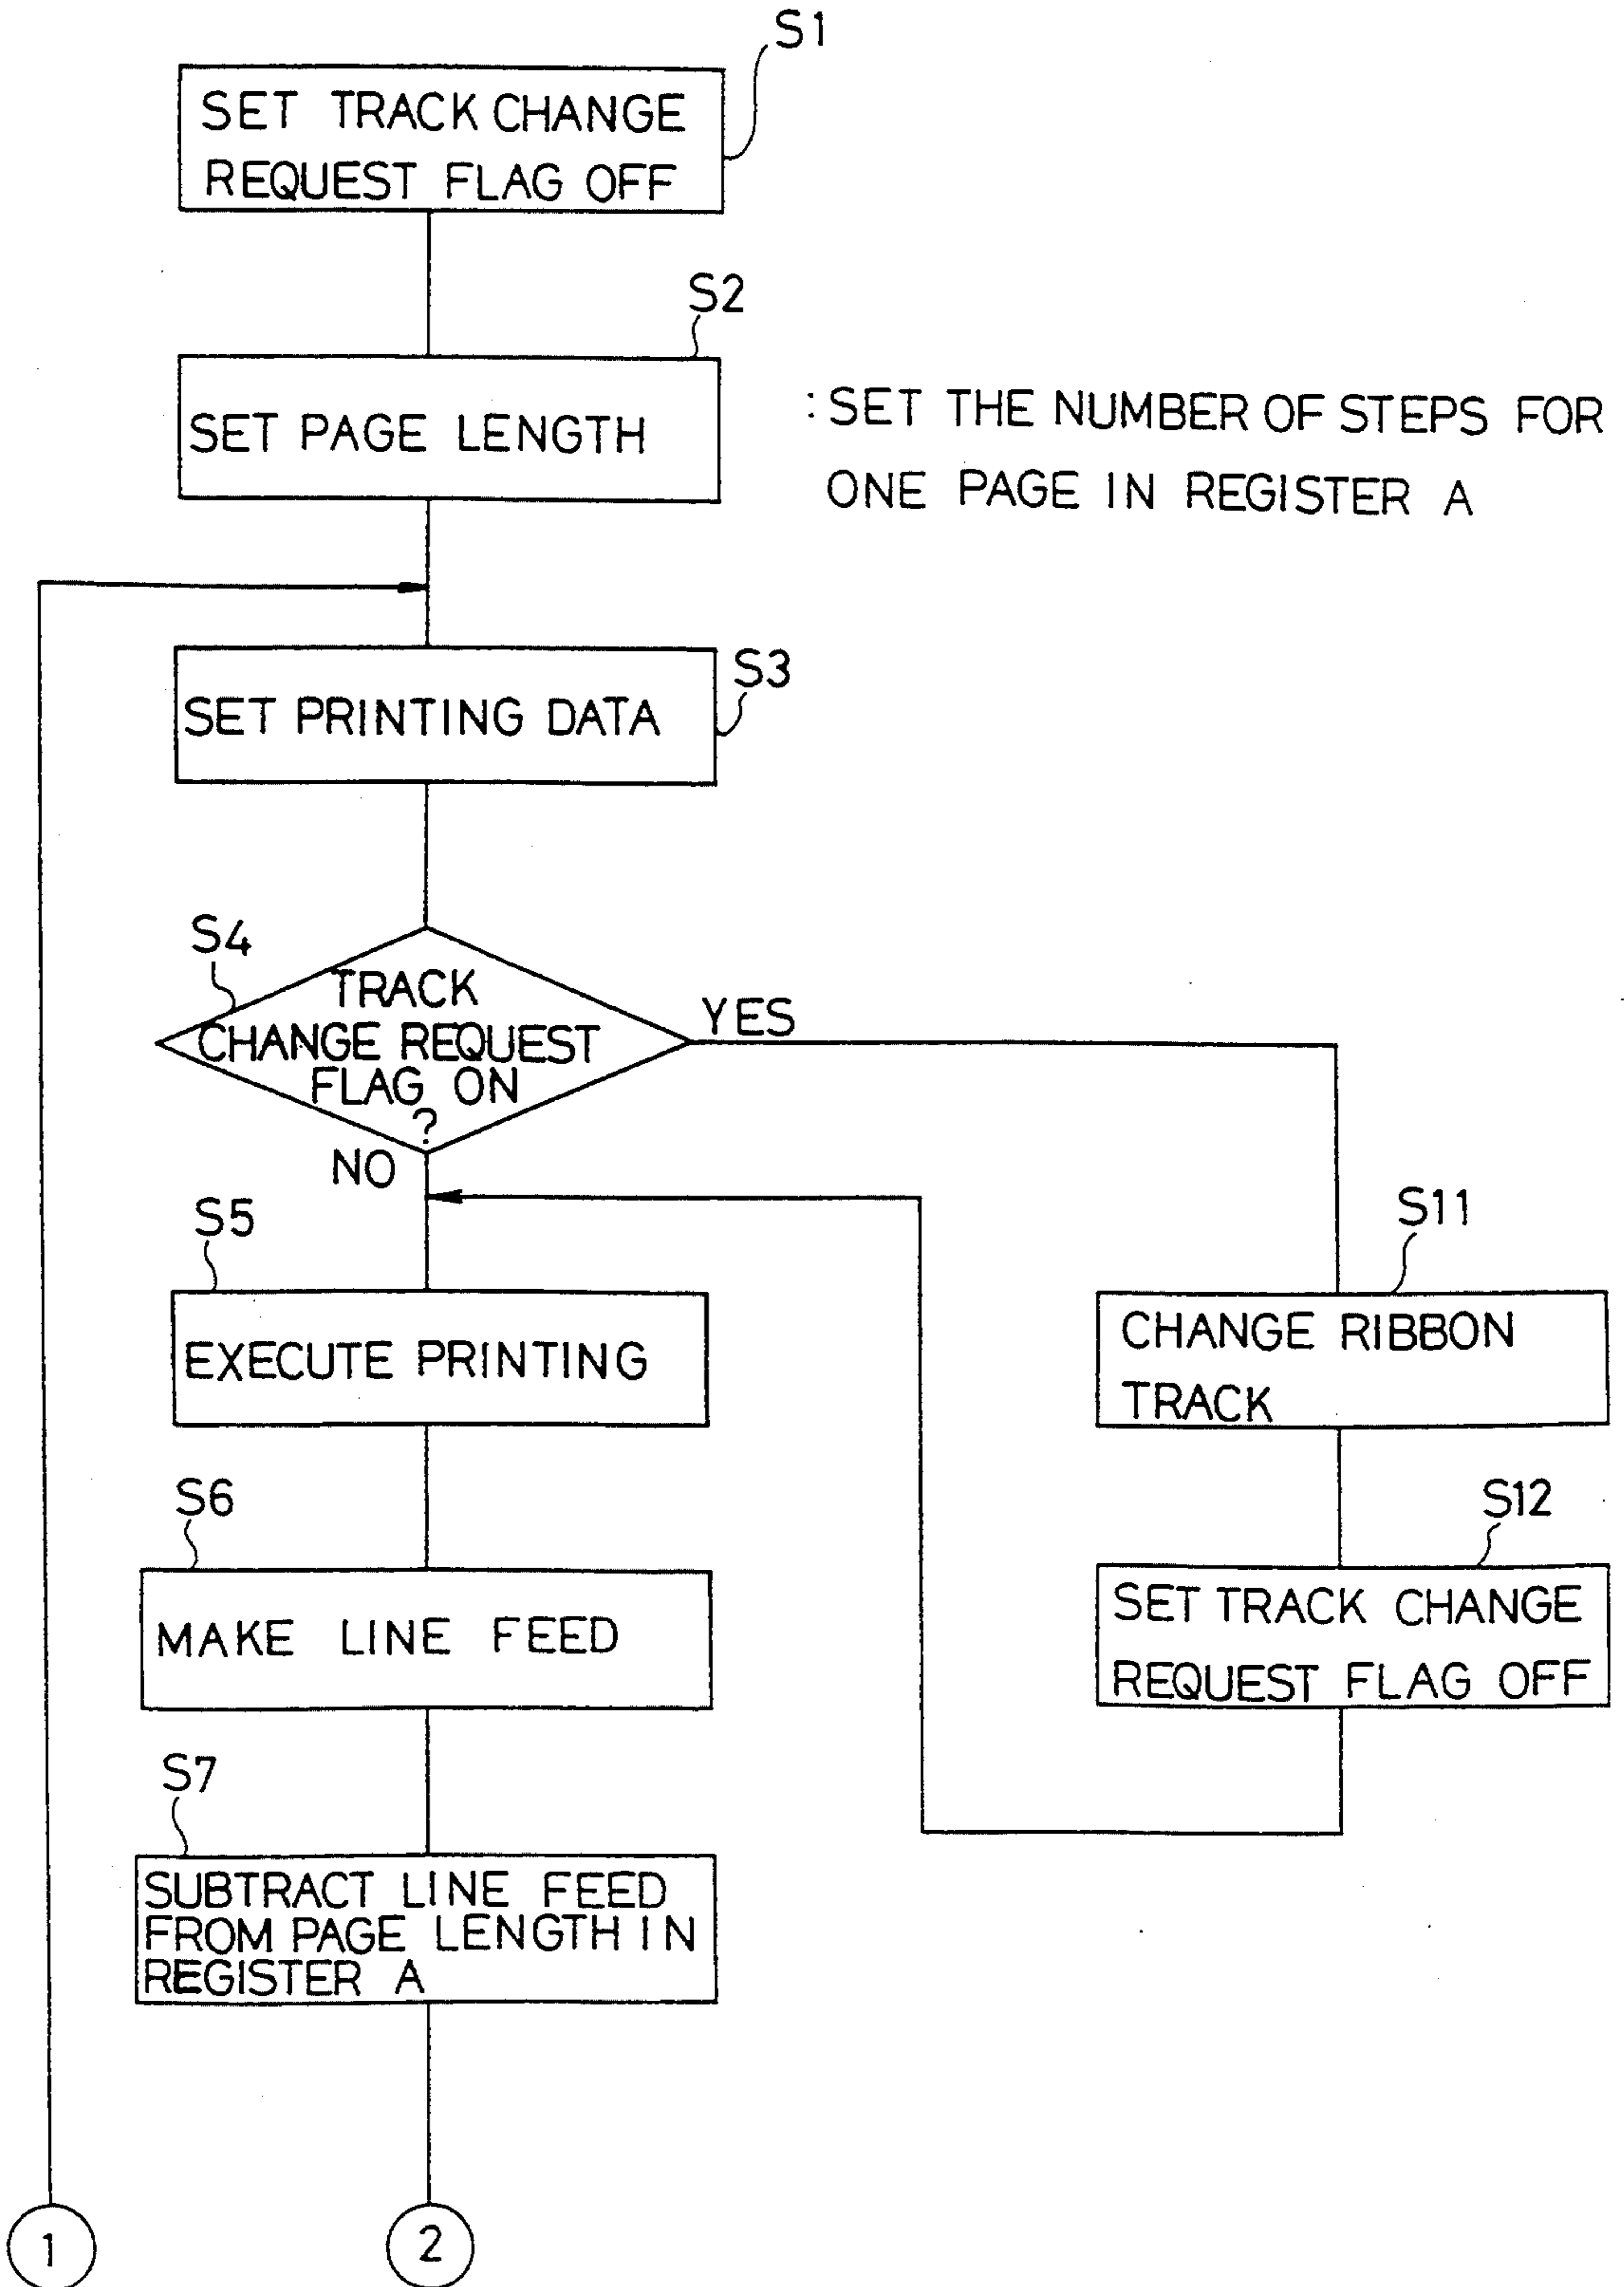 S1
SET TRACK CHANGE
REQUEST FLAG OFF
S2
SET PAGE LENGTH
: SET THE NUMBER OF STEPS FOR
ONE PAGE IN REGISTER A
S3
SET PRINTING DATA
S4
TRACK
CHANGE REQUEST
FLAG ON
?
YES
NO
S5
EXECUTE PRINTING
S11
CHANGE RIBBON
TRACK
S6
MAKE LINE FEED
S12
SET TRACK CHANGE
REQUEST FLAG OFF
S7
SUBTRACT LINE FEED
FROM PAGE LENGTH IN
REGISTER A
1
2